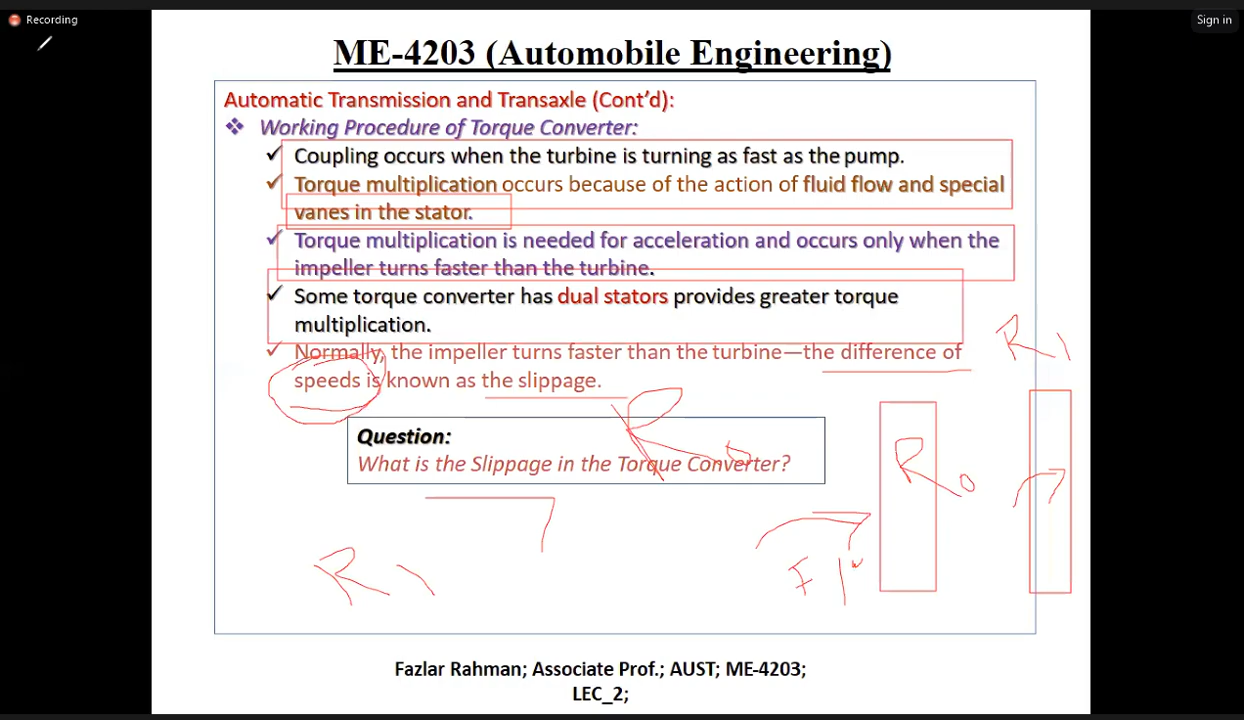 Recording
Sign in
ME-4203 (Automobile Engineering)
Automatic Transmission and Transaxle (Cont'd):
❖ Working Procedure of Torque Converter:
✓ Coupling occurs when the turbine is turning as fast as the pump.
✓ Torque multiplication occurs because of the action of fluid flow and special
vanes in the stator.
✓ Torque multiplication is needed for acceleration and occurs only when the
impeller turns faster than the turbine.
✓ Some torque converter has dual stators provides greater torque
multiplication.
✓ Normally, the impeller turns faster than the turbine—the difference of
speeds is known as the slippage.
R1
R0
Question:
What is the Slippage in the Torque Converter?
R0
R1
Fazlar Rahman; Associate Prof.; AUST; ME-4203;
LEC_2;